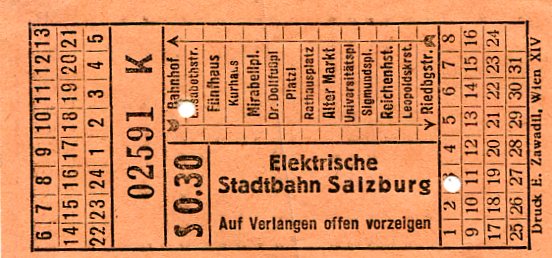 6 7 8 9 10 11 12 13
14 15 16 17 18 19 20 21
22 23 24 1 2 3 4 5
02591 K
Bahnhof
Elisabethstr.
Fünfhaus
Kurhaus
Mirabellpl.
Dr. Dollfußpl
Platzl
Rathausplatz
Alter Markt
Universitätspl
Sigmundspl.
Reichenhst.
Leopoldskrst.
Riedbgstr.
S 0.30
Elektrische
Stadtbahn Salzburg
Auf Verlangen offen vorzeigen
1 2 3 4 5 6 7 8
9 10 11 12 13 14 15 16
17 18 19 20 21 22 23 24
25 26 27 28 29 30 31
Druck E. Zawadil, Wien XIV